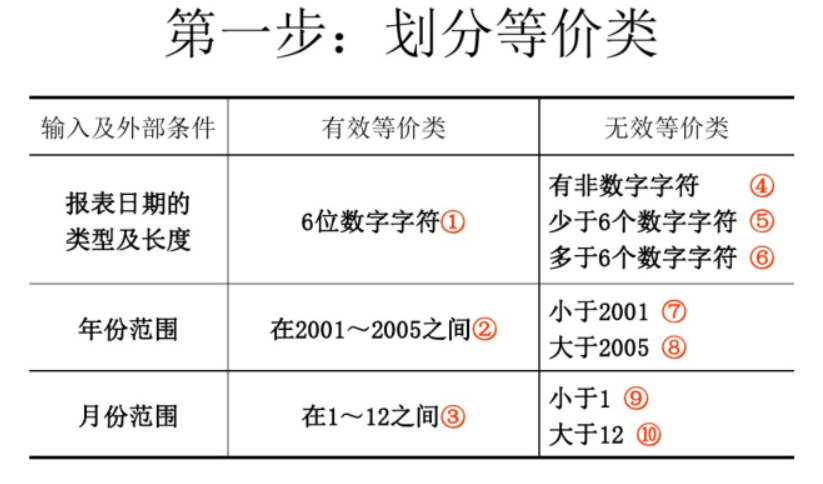 第一步：划分等价类
输入及外部条件 有效等价类 无效等价类
报表日期的
类型及长度
6位数字字符①
有非数字字符 ④
少于6个数字字符 ⑤
多于6个数字字符 ⑥
年份范围
在2001～2005之间②
小于2001 ⑦
大于2005 ⑧
月份范围
在1～12之间③
小于1 ⑨
大于12 ⑩